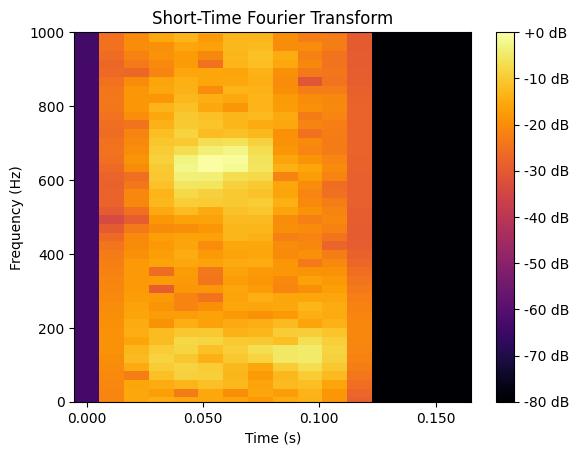 Short-Time Fourier Transform
1000
800
600
400
200
0
Frequency (Hz)
0.000
0.050
0.100
0.150
Time (s)
+0 dB
-10 dB
-20 dB
-30 dB
-40 dB
-50 dB
-60 dB
-70 dB
-80 dB